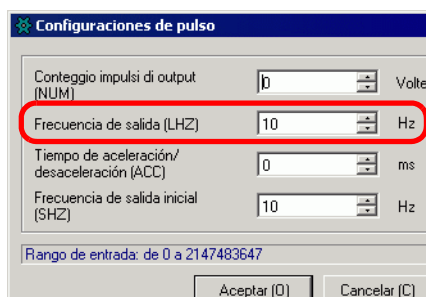 Configuraciones de pulso
Conteggio impulsi di output
(NUM)
0
Volte
Frecuencia de salida (LHZ)
10
Hz
Tiempo de aceleración/
desaceleración (ACC)
0
ms
Frecuencia de salida inicial
(SHZ)
10
Hz
Rango de entrada: de 0 a 2147483647
Aceptar (O)
Cancelar (C)